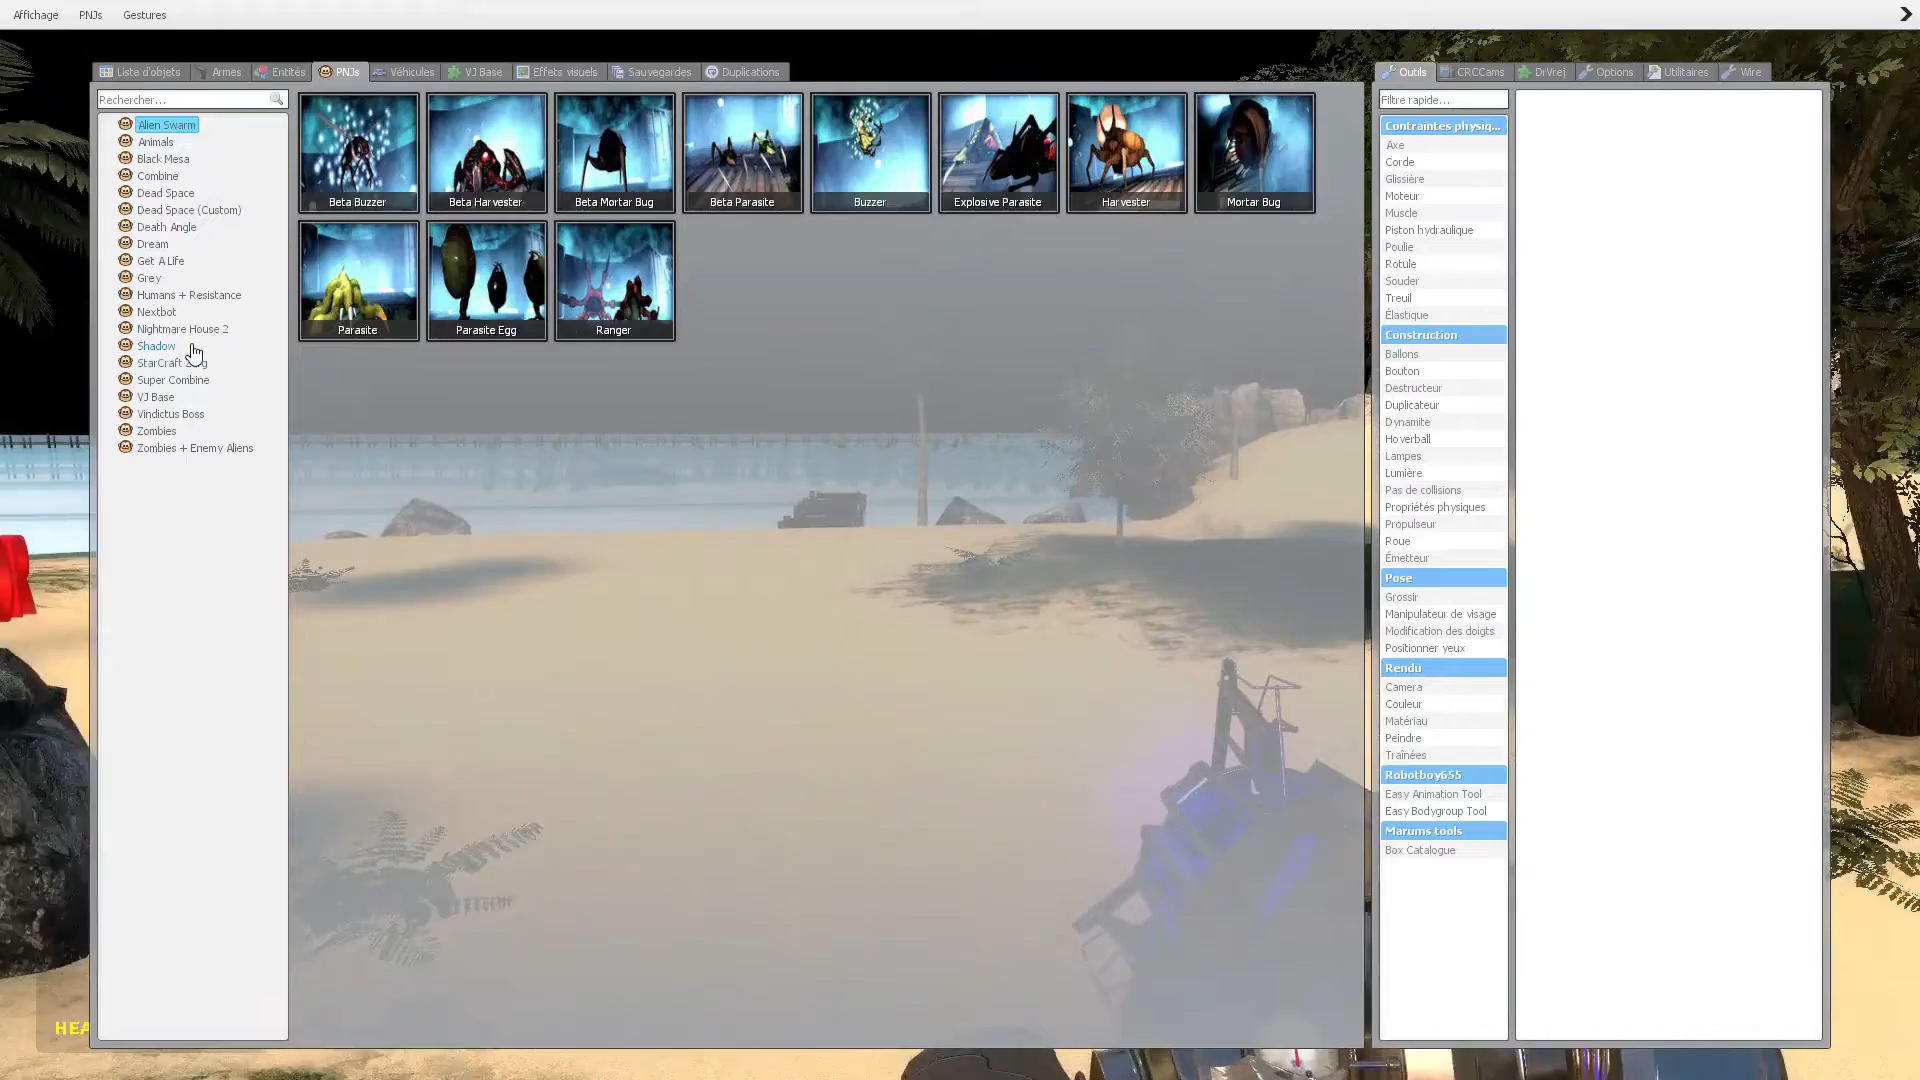 Affichage PNJs Gestures
Liste d'objets Armes Entités PNJs Véhicules VJ Base Effets visuels Sauvegardes Duplications
Outils CRCCams DrVrej Options Utilitaires Wire
Rechercher...
Alien Swarm
Animals
Black Mesa
Combine
Dead Space
Dead Space (Custom)
Death Angle
Dream
Get A Life
Grey
Humans + Resistance
Nextbot
Nightmare House 2
Shadow
StarCraft
Super Combine
VJ Base
Vindictus Boss
Zombies
Zombies + Enemy Aliens
Beta Buzzer Beta Harvester Beta Mortar Bug Beta Parasite Buzzer Explosive Parasite Harvester Mortar Bug
Parasite Parasite Egg Ranger
Filtre rapide...
Contraintes physiq...
Axe
Corde
Glissière
Moteur
Muscle
Piston hydraulique
Poulie
Rotule
Souder
Treuil
Élastique
Construction
Ballons
Bouton
Destructeur
Duplicateur
Dynamite
Hoverball
Lampes
Lumière
Pas de collisions
Propriétés physiques
Propulseur
Roue
Émetteur
Pose
Grossir
Manipulateur de visage
Modification des doigts
Positionner yeux
Rendu
Camera
Couleur
Matériau
Peindre
Traînées
Robotboy655
Easy Animation Tool
Easy Bodygroup Tool
Marums tools
Box Catalogue
HEA